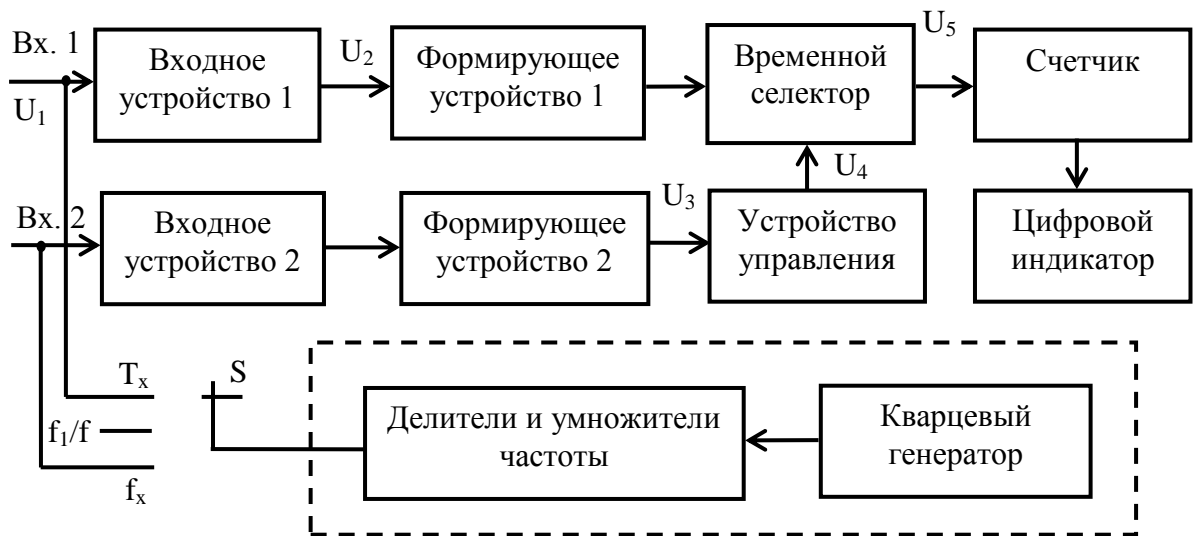 Вх. 1
U1
Входное
устройство 1
U2
Формирующее
устройство 1
Временной
селектор
U5
Счетчик
Вх. 2
Входное
устройство 2
Формирующее
устройство 2
U3
U4
Устройство
управления
Цифровой
индикатор
Tx
S
f1/f
fx
Делители и умножители
частоты
Кварцевый
генератор